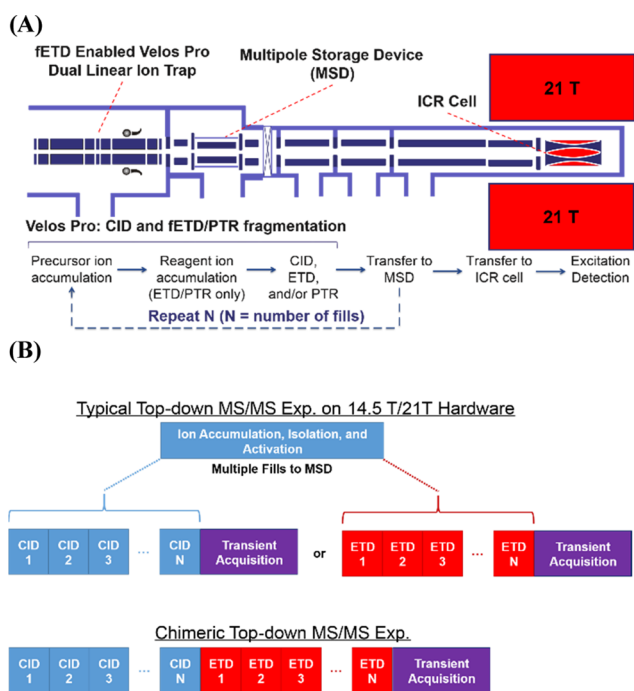 (A)
fETD Enabled Velos Pro
Dual Linear Ion Trap
Multipole Storage Device
(MSD)
ICR Cell
21 T
21 T
Velos Pro: CID and fETD/PTR fragmentation
Precursor ion
accumulation
Reagent ion
accumulation
(ETD/PTR only)
CID,
ETD,
and/or PTR
Transfer to
MSD
Transfer to
ICR cell
Excitation
Detection
Repeat N (N = number of fills)
(B)
Typical Top-down MS/MS Exp. on 14.5 T/21T Hardware
Ion Accumulation, Isolation, and
Activation
Multiple Fills to MSD
CID
1
CID
2
CID
3
...
CID
N
Transient
Acquisition
or
ETD
1
ETD
2
ETD
3
...
ETD
N
Transient
Acquisition
Chimeric Top-down MS/MS Exp.
CID
1
CID
2
CID
3
...
CID
N
ETD
1
ETD
2
ETD
3
...
ETD
N
Transient
Acquisition